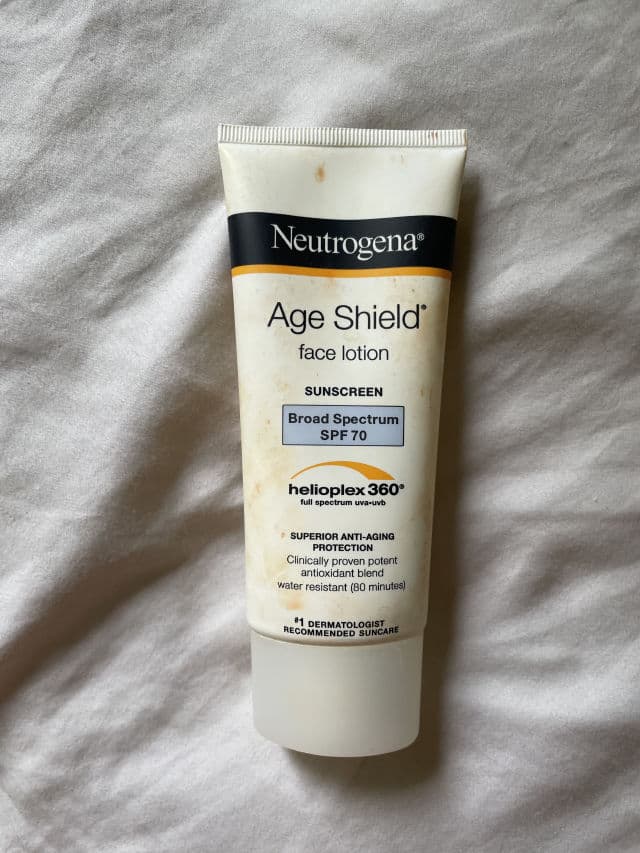 Neutrogena®
Age Shield®
face lotion
SUNSCREEN
Broad Spectrum
SPF 70
helioplex 360®
full spectrum uva•uvb
SUPERIOR ANTI-AGING
PROTECTION
Clinically proven potent
antioxidant blend
water resistant (80 minutes)
#1 DERMATOLOGIST
RECOMMENDED SUNCARE